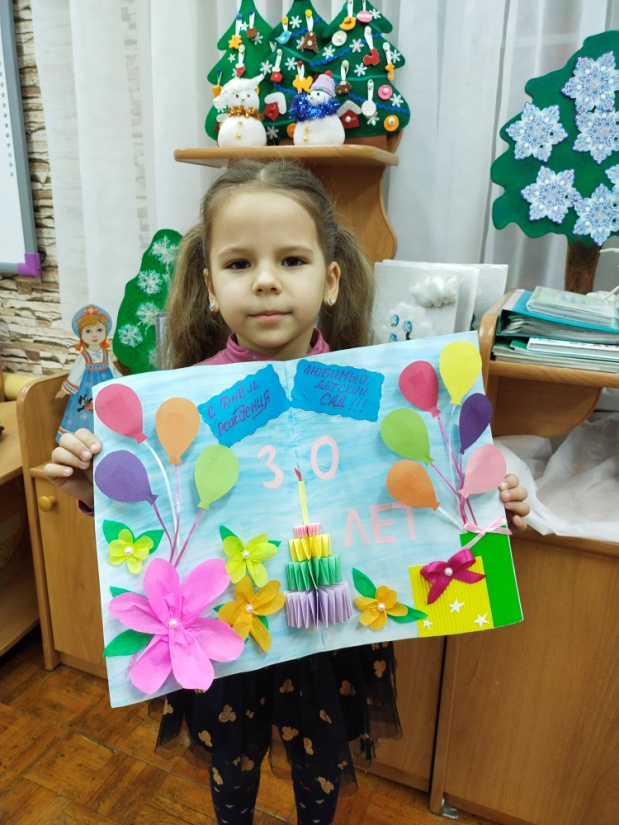 С Днём
рождения
Любимый,
детский
сад!!!
30
ЛЕТ